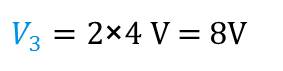 V₃ = 2×4 V = 8V